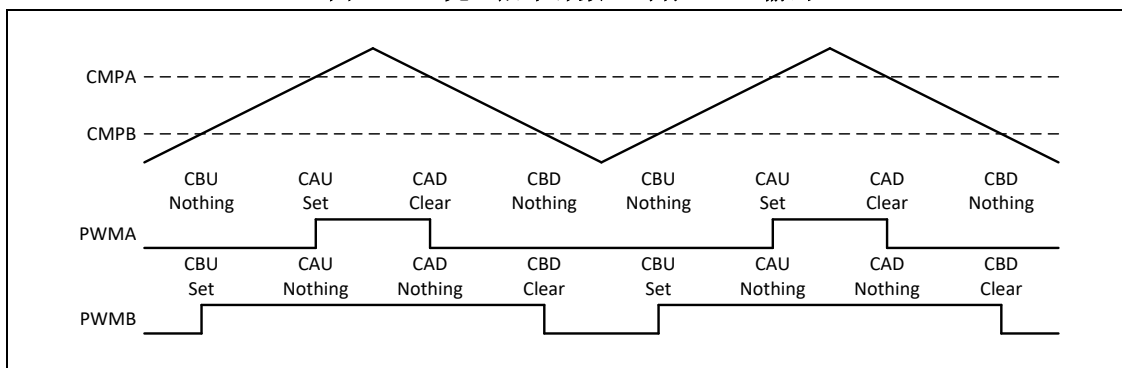 CMPA
CMPB
CBU CAU CAD CBD CBU CAU CAD CBD
Nothing Set Clear Nothing Nothing Set Clear Nothing
PWMA
CBU CAU CAD CBD CBU CAU CAD CBD
Set Nothing Nothing Clear Set Nothing Nothing Clear
PWMB